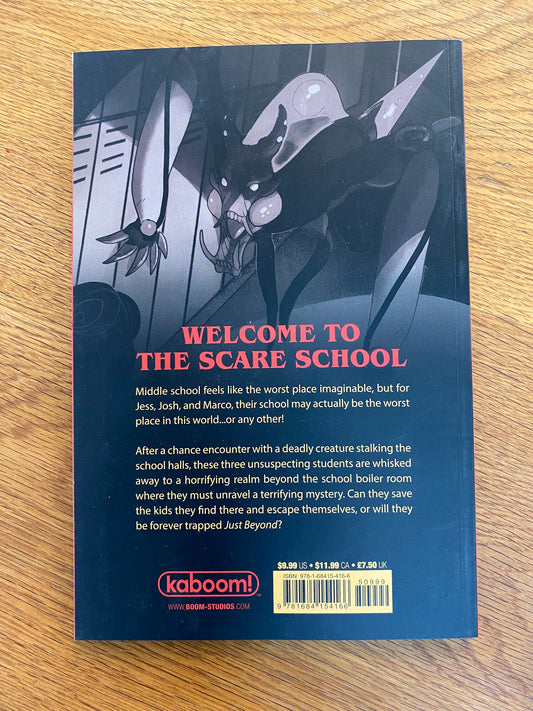 WELCOME TO
THE SCARE SCHOOL
Middle school feels like the worst place imaginable, but for
Jess, Josh, and Marco, their school may actually be the worst
place in this world...or any other!
After a chance encounter with a deadly creature stalking the
school halls, these three unsuspecting students are whisked
away to a horrifying realm beyond the school boiler room
where they must unravel a terrifying mystery. Can they save
the kids they find there and escape themselves, or will they
be forever trapped Just Beyond?
$9.99 US • $11.99 CA • £7.50 UK
ISBN: 978-1-68415-416-6
50999
9 781684 154166
kaboom!
WWW.BOOM-STUDIOS.COM